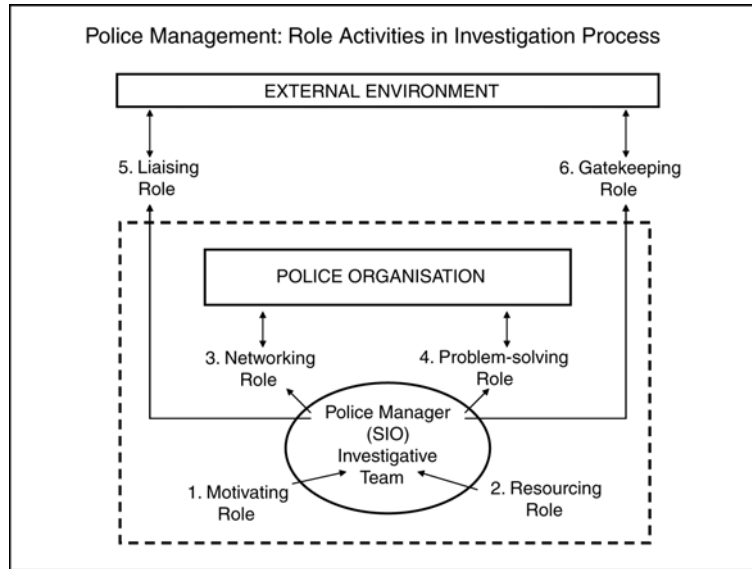 Police Management: Role Activities in Investigation Process
EXTERNAL ENVIRONMENT
5. Liaising
Role
6. Gatekeeping
Role
POLICE ORGANISATION
3. Networking
Role
4. Problem-solving
Role
Police Manager
(SIO)
Investigative
Team
1. Motivating
Role
2. Resourcing
Role